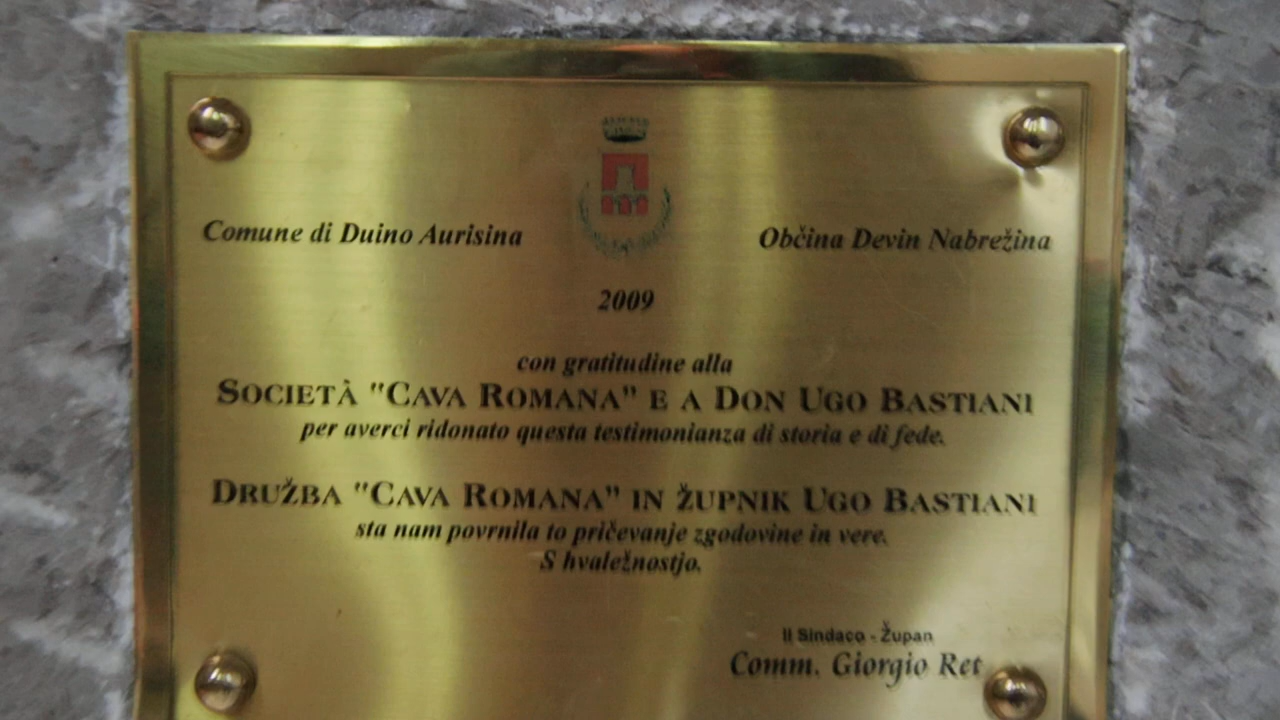 Comune di Duino Aurisina
Občina Devin Nabrežina
2009
con gratitudine alla
SOCIETÀ "CAVA ROMANA" E A DON UGO BASTIANI
per averci ridonato questa testimonianza di storia e di fede.
DRUŽBA "CAVA ROMANA" IN ŽUPNIK UGO BASTIANI
sta nam povrnila to pričevanje zgodovine in vere.
S hvaležnostjo.
Il Sindaco - Župan
Comm. Giorgio Ret